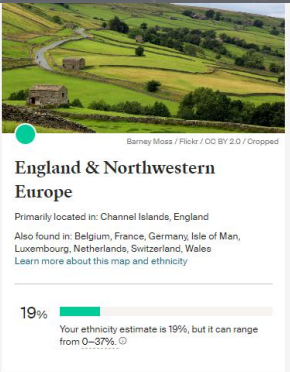 Barney Moss / Flickr / CC BY 2.0 / Cropped
England & Northwestern
Europe
Primarily located in: Channel Islands, England
Also found in: Belgium, France, Germany, Isle of Man,
Luxembourg, Netherlands, Switzerland, Wales
Learn more about this map and ethnicity
19%
Your ethnicity estimate is 19%, but it can range
from 0—37%. ⓘ